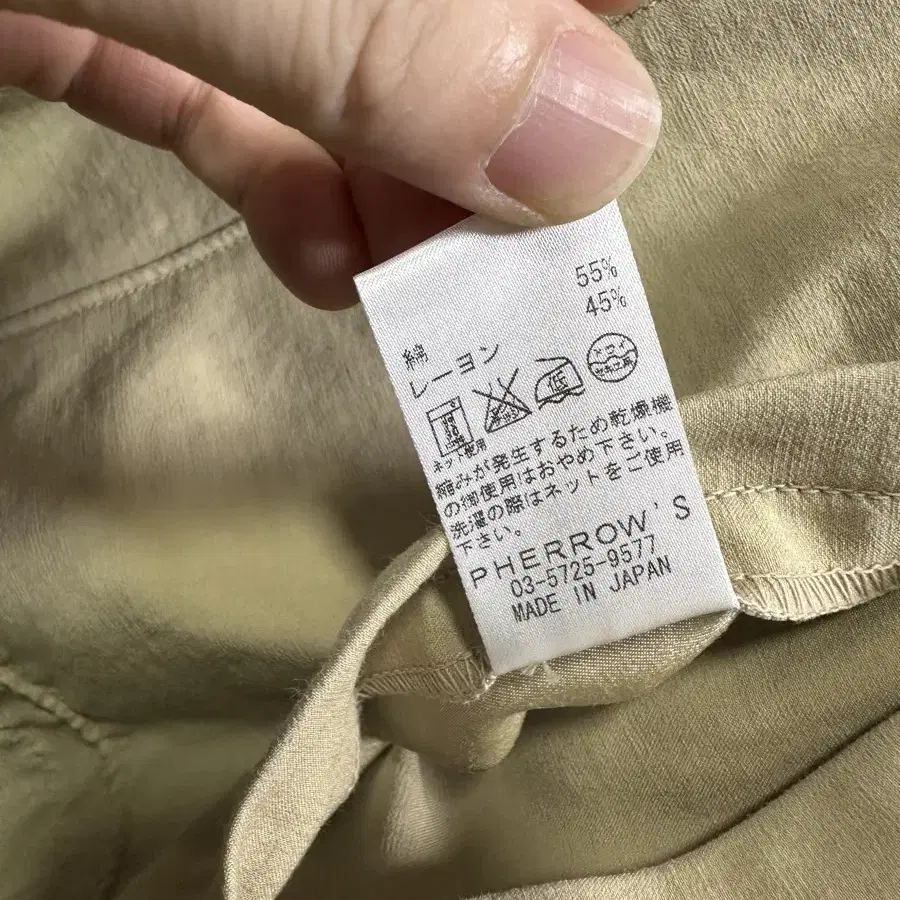 55%
45%
綿
レーヨン
低
ネット使用
縮みが発生するため乾燥機
の御使用はおやめ下さい。
洗濯の際はネットをご使用
下さい。
PHERROW'S
03-5725-9577
MADE IN JAPAN